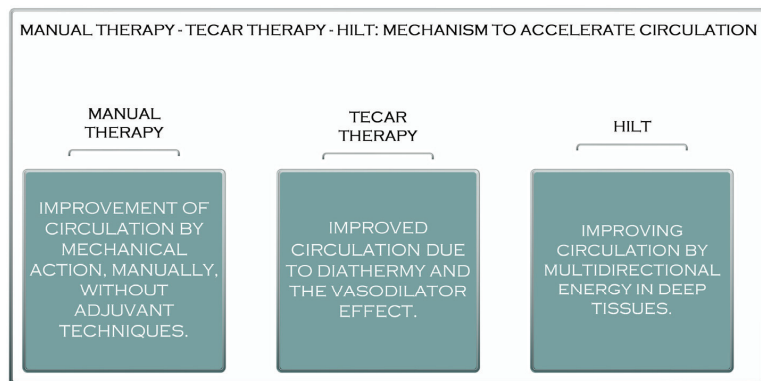 MANUAL THERAPY - TECAR THERAPY - HILT: MECHANISM TO ACCELERATE CIRCULATION
MANUAL
THERAPY
IMPROVEMENT OF
CIRCULATION BY
MECHANICAL
ACTION, MANUALLY,
WITHOUT
ADJUVANT
TECHNIQUES.
TECAR
THERAPY
IMPROVED
CIRCULATION DUE
TO DIATHERMY AND
THE VASODILATOR
EFFECT.
HILT
IMPROVING
CIRCULATION BY
MULTIDIRECTIONAL
ENERGY IN DEEP
TISSUES.